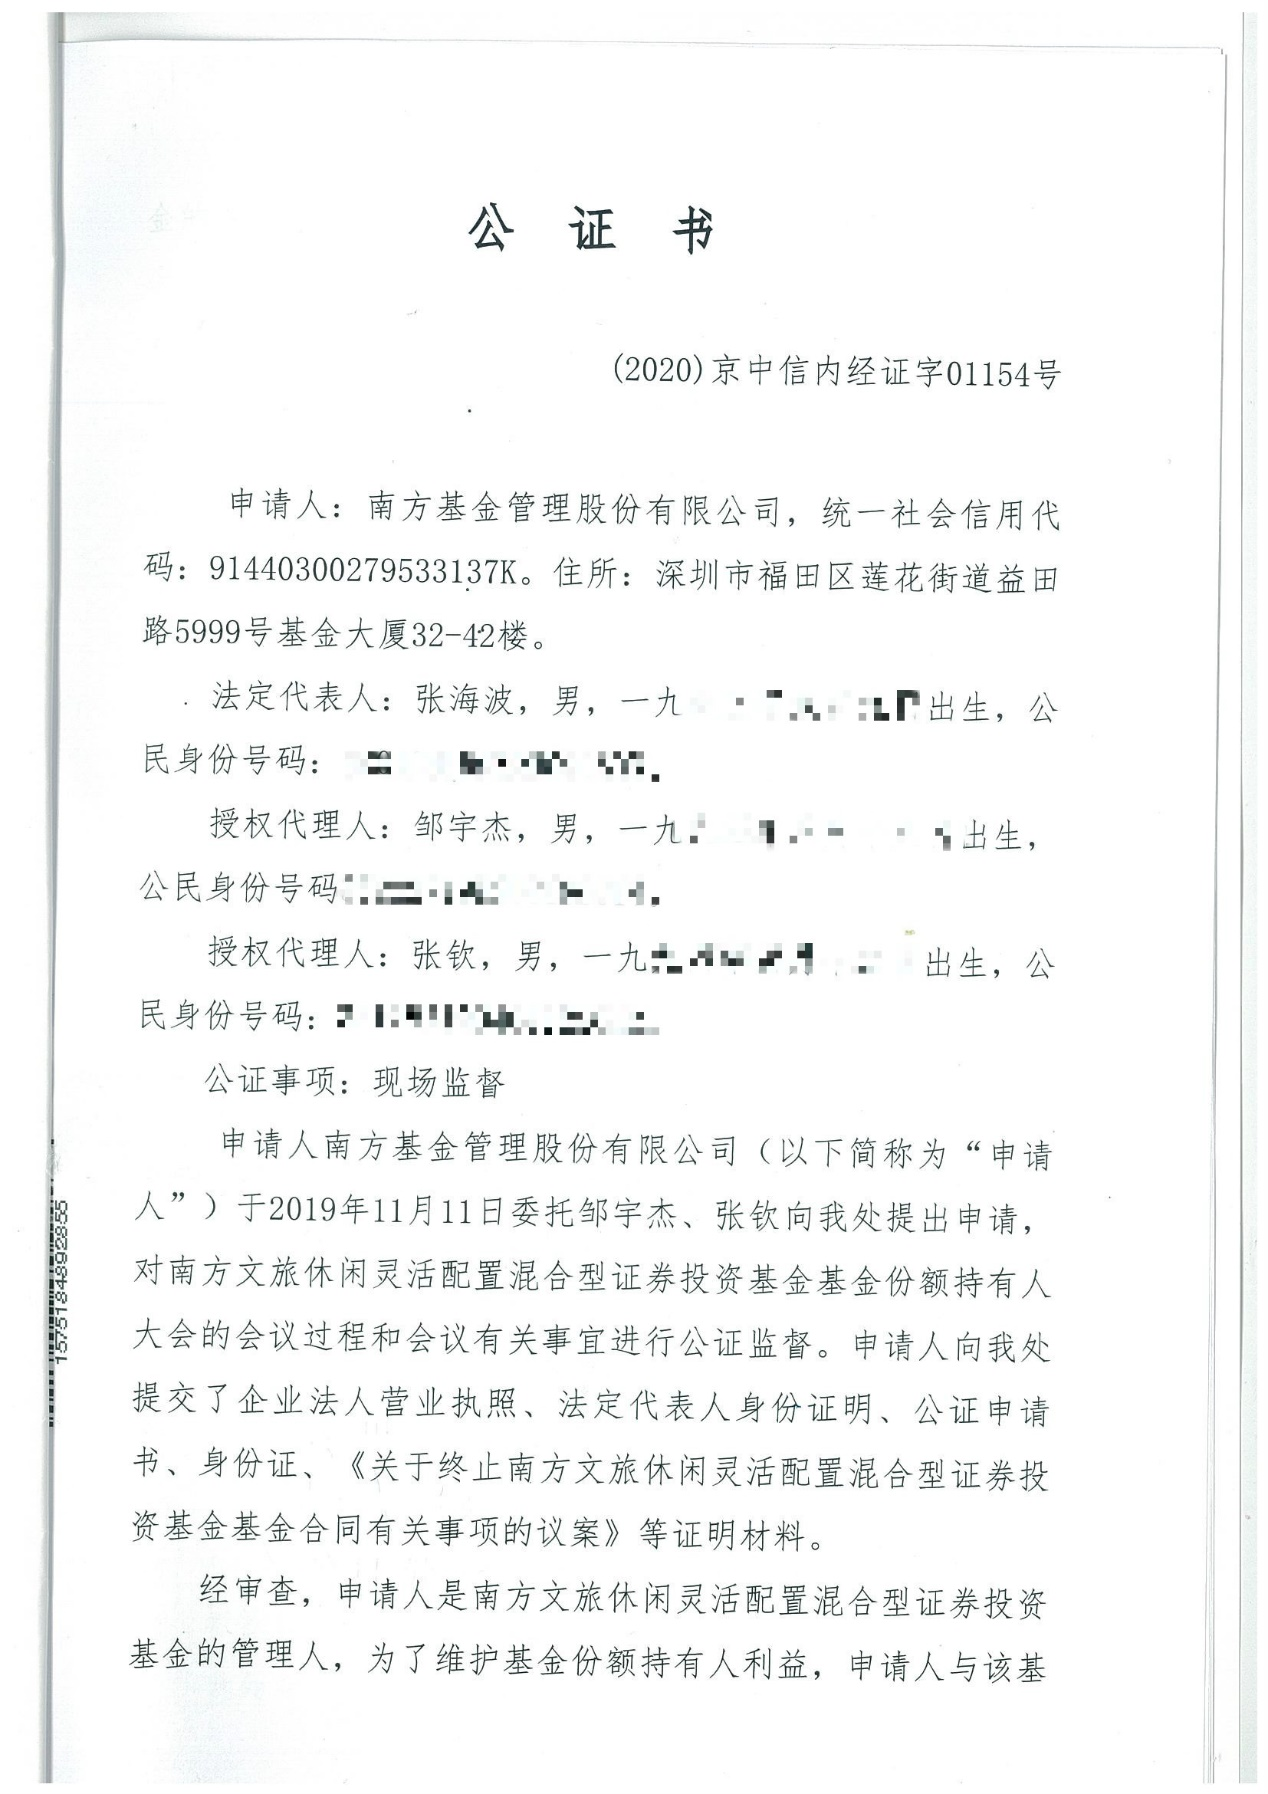 公 证 书
(2020)京中信内经证字01154号
申请人：南方基金管理股份有限公司，统一社会信用代
码：91440300279533137K。住所：深圳市福田区莲花街道益田
路5999号基金大厦32-42楼。
法定代表人：张海波，男，一九出生，公
民身份号码：
授权代理人：邹宇杰，男，一九出生，
公民身份号码
授权代理人：张钦，男，一九出生，公
民身份号码：
公证事项：现场监督
申请人南方基金管理股份有限公司（以下简称为“申请
人”）于2019年11月11日委托邹宇杰、张钦向我处提出申请，
对南方文旅休闲灵活配置混合型证券投资基金基金份额持有人
大会的会议过程和会议有关事宜进行公证监督。申请人向我处
提交了企业法人营业执照、法定代表人身份证明、公证申请
书、身份证、《关于终止南方文旅休闲灵活配置混合型证券投
资基金基金合同有关事项的议案》等证明材料。
经审查，申请人是南方文旅休闲灵活配置混合型证券投资
基金的管理人，为了维护基金份额持有人利益，申请人与该基
1575184892855